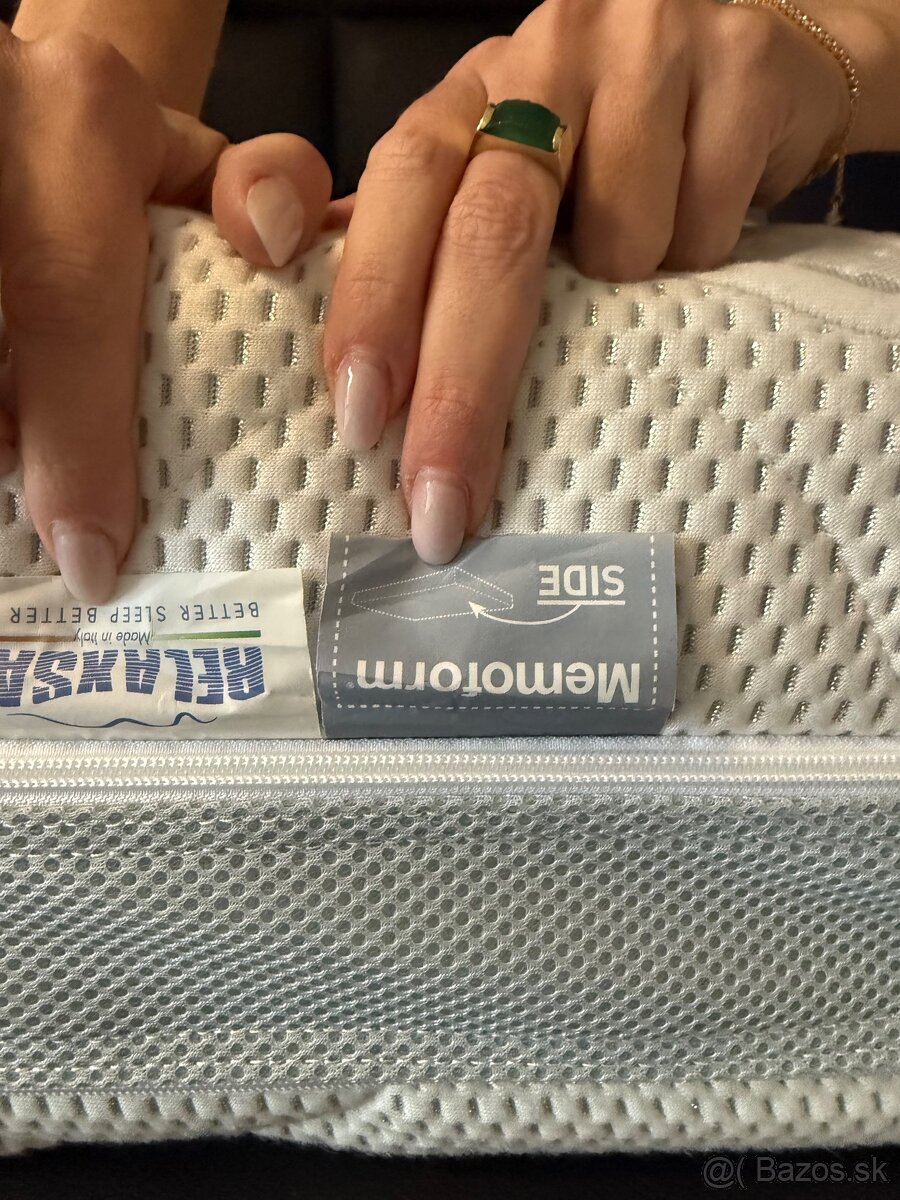 Memoform®
SIDE
RELAXSA
Made in Italy
BETTER SLEEP BETTER
@( Bazos.sk